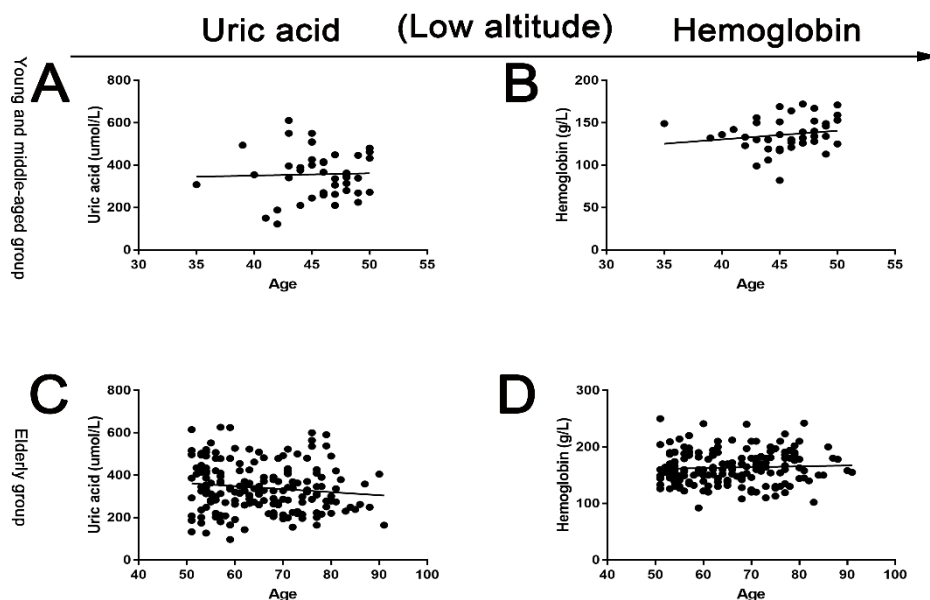 Uric acid (Low altitude) Hemoglobin
Young and middle-aged group
A
Uric acid (umol/L)
800
600
400
200
0
30 35 40 45 50 55
Age
B
Hemoglobin (g/L)
200
150
100
50
0
30 35 40 45 50 55
Age
Elderly group
C
Uric acid (umol/L)
800
600
400
200
0
40 50 60 70 80 90 100
Age
D
Hemoglobin (g/L)
300
200
100
0
40 50 60 70 80 90 100
Age